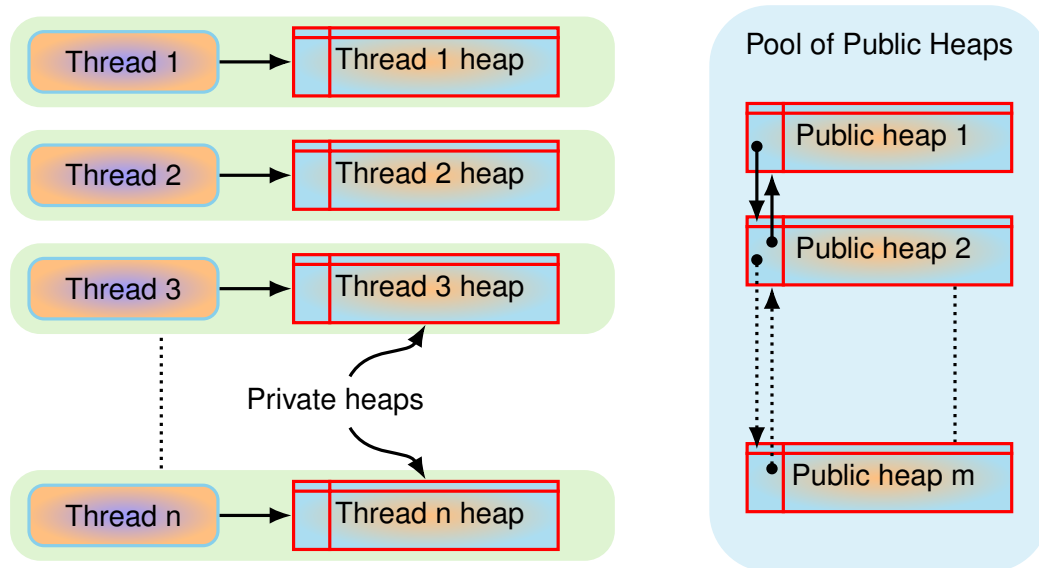 Thread 1
Thread 1 heap
Thread 2
Thread 2 heap
Thread 3
Thread 3 heap
Private heaps
Thread n
Thread n heap
Pool of Public Heaps
Public heap 1
Public heap 2
Public heap m